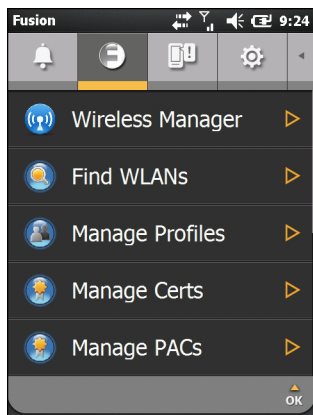 Fusion 9:24
Wireless Manager
Find WLANs
Manage Profiles
Manage Certs
Manage PACs
OK